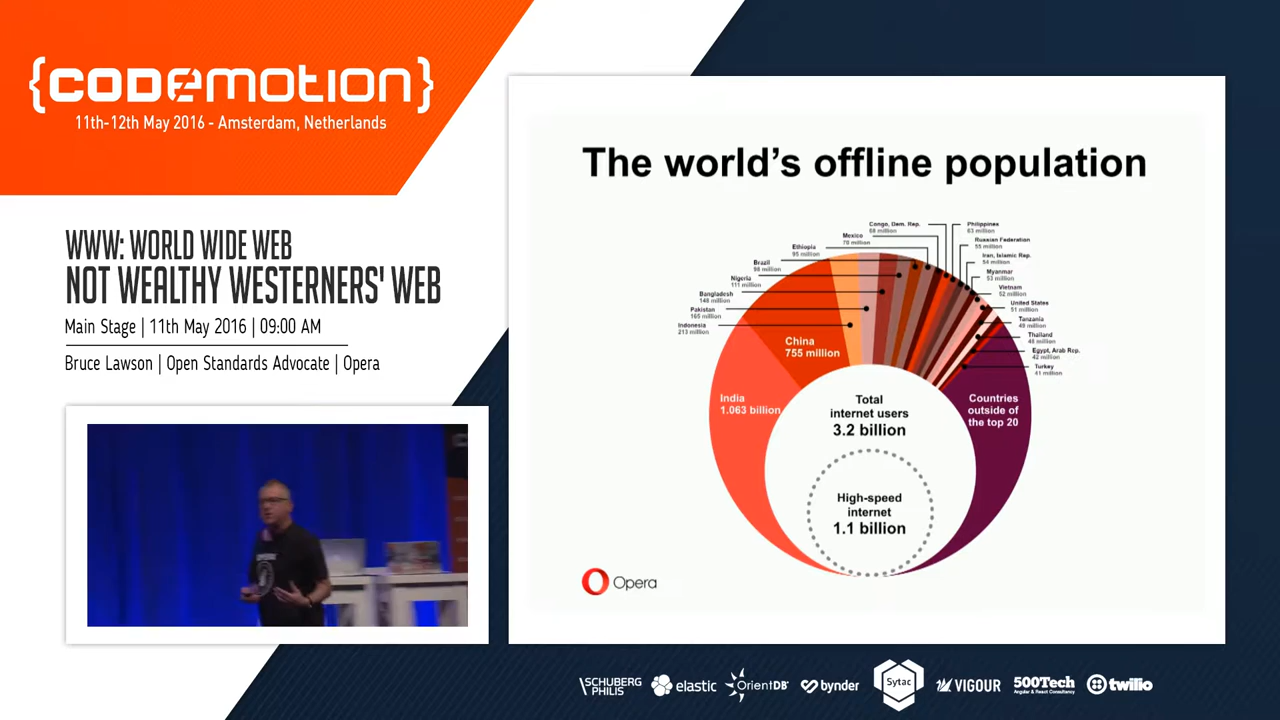 {CODEMOTION}
11th-12th May 2016 - Amsterdam, Netherlands
WWW: WORLD WIDE WEB
NOT WEALTHY WESTERNERS' WEB
Main Stage | 11th May 2016 | 09:00 AM
Bruce Lawson | Open Standards Advocate | Opera
The world's offline population
Congo, Dem. Rep.
68 million
Mexico
70 million
Ethiopia
95 million
Brazil
98 million
Nigeria
111 million
Bangladesh
148 million
Pakistan
165 million
Indonesia
213 million
Philippines
63 million
Russian Federation
55 million
Iran, Islamic Rep.
54 million
Myanmar
53 million
Vietnam
52 million
United States
51 million
Tanzania
49 million
Thailand
48 million
Egypt, Arab Rep.
42 million
Turkey
41 million
China
755 million
India
1.063 billion
Countries
outside of
the top 20
Total
internet users
3.2 billion
High-speed
internet
1.1 billion
Opera
SCHUBERG
PHILIS
elastic
OrientDB
bynder
Sytac
VIGOUR
500Tech
Angular & React Consultancy
twilio